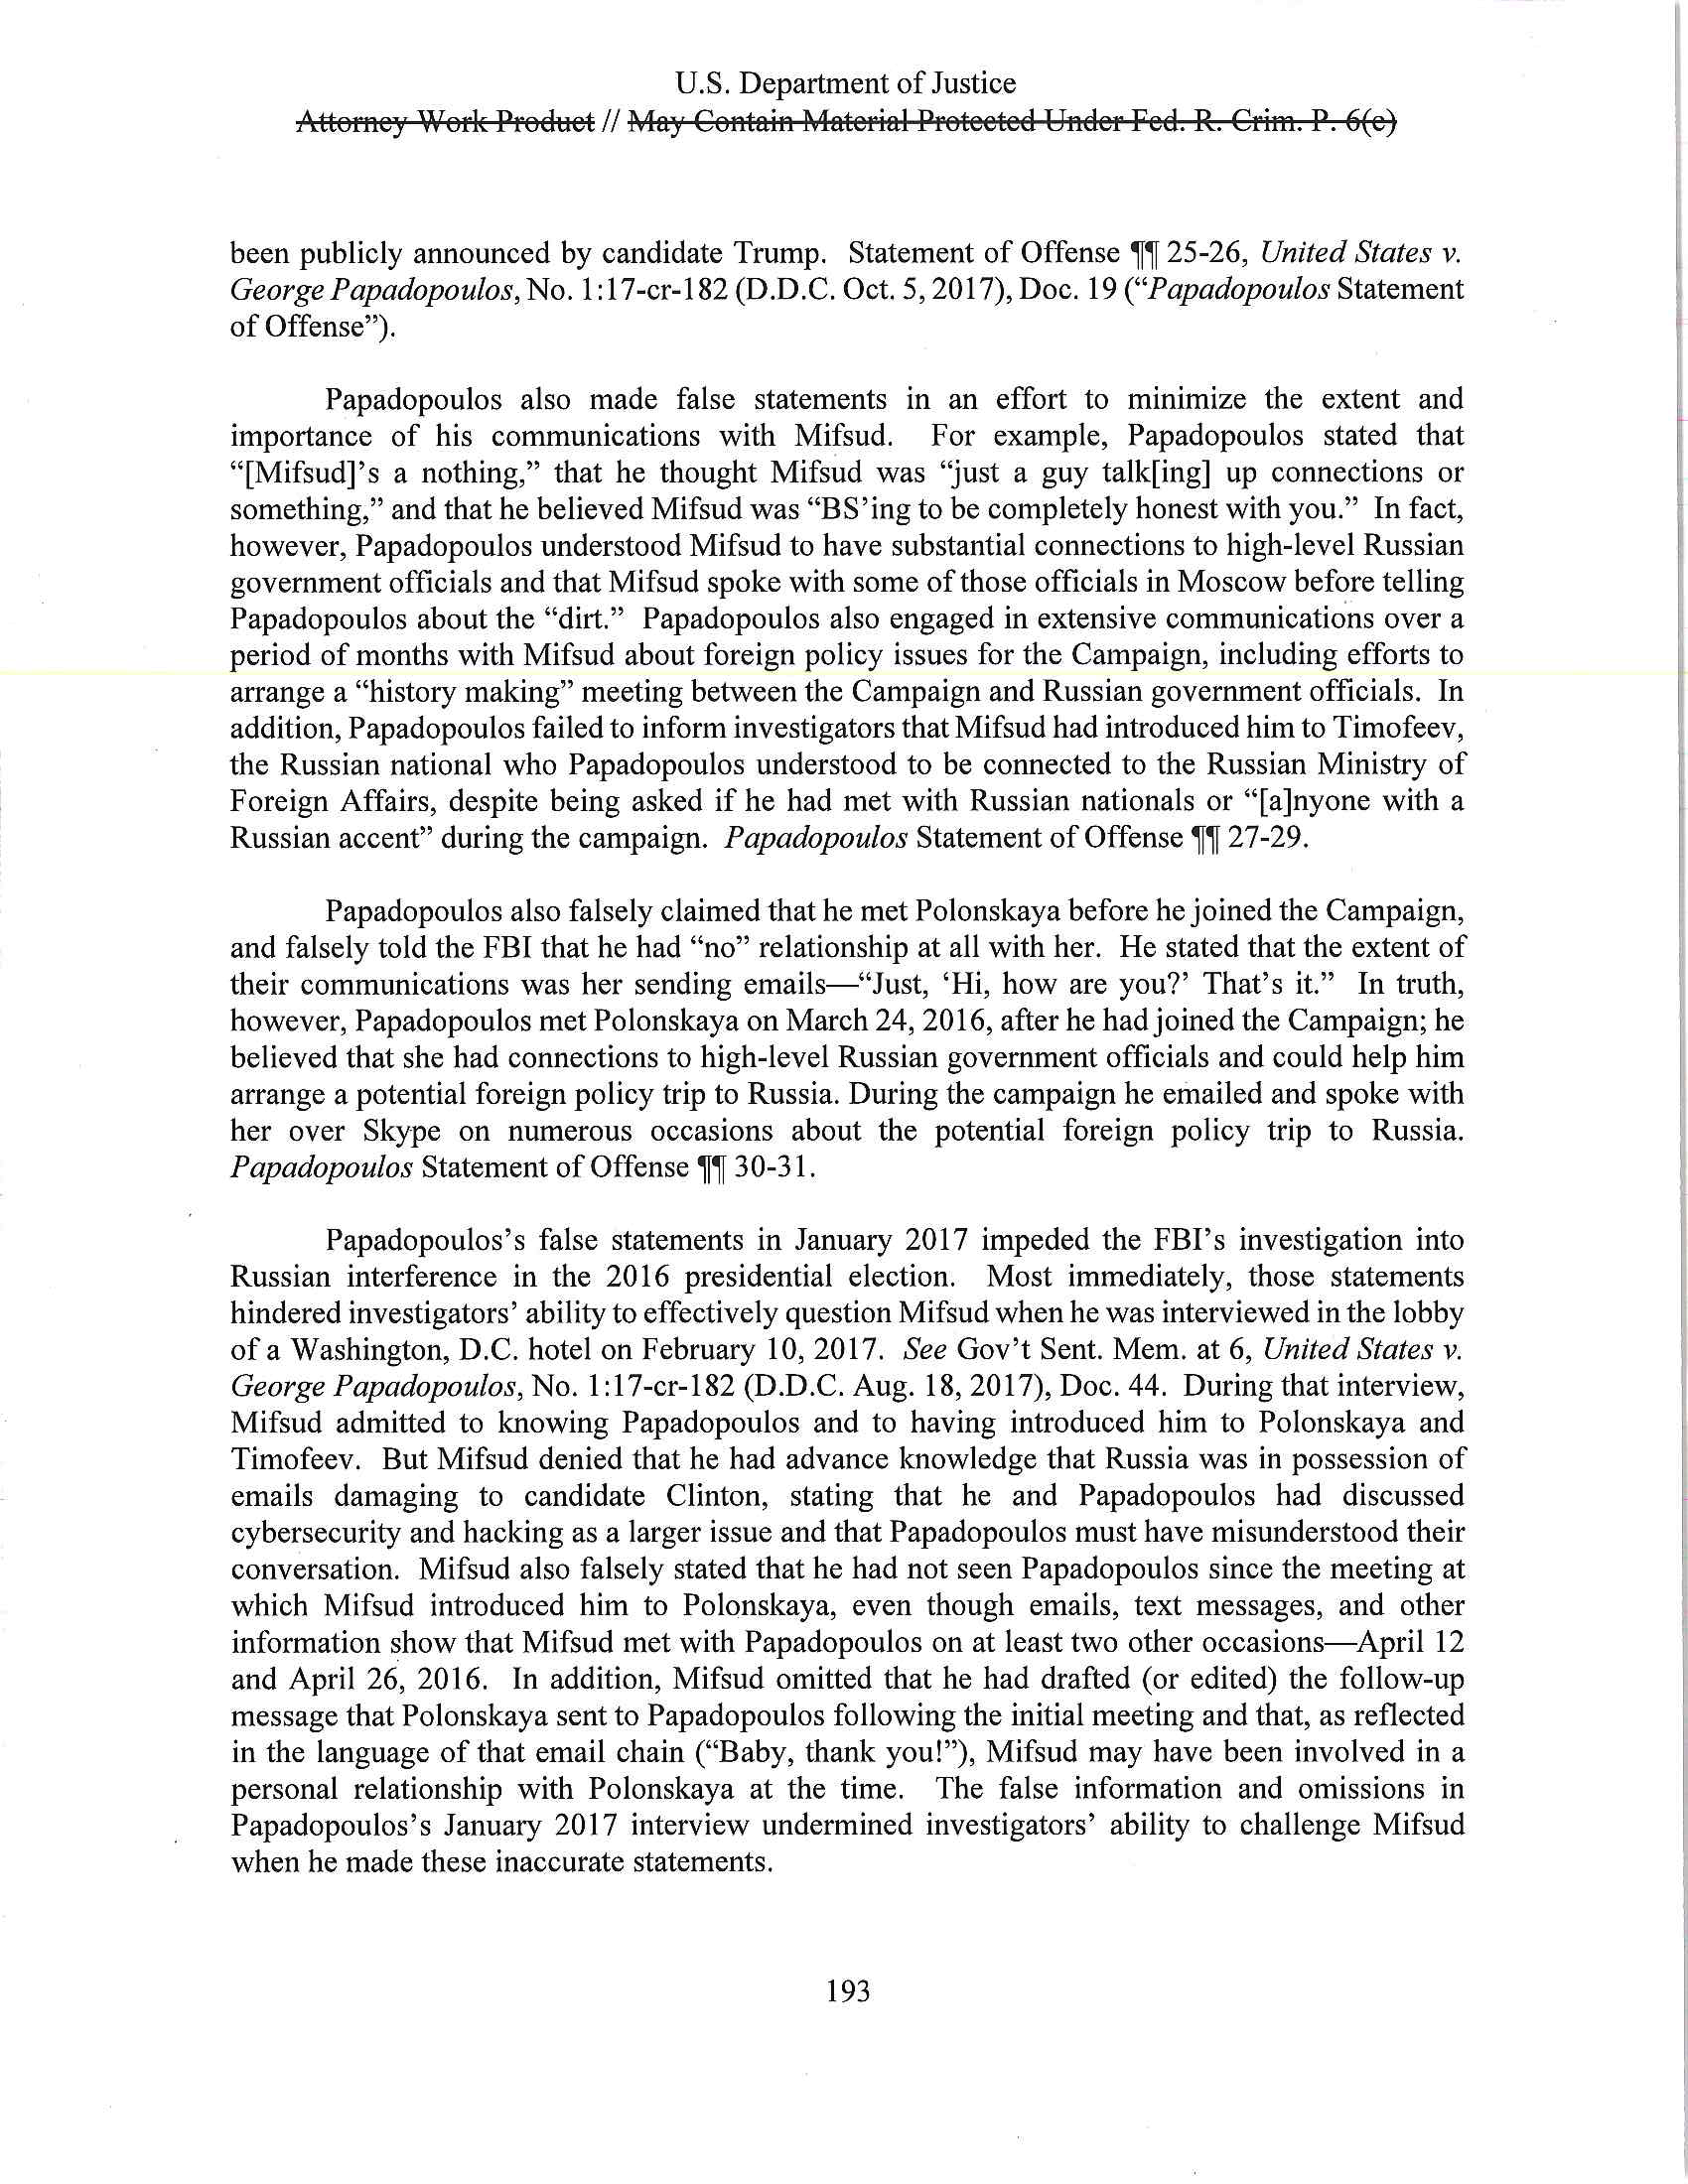 U.S. Department of Justice
Attorney Work Product // May Contain Material Protected Under Fed. R. Crim. P. 6(e)
been publicly announced by candidate Trump. Statement of Offense ¶¶ 25-26, United States v.
George Papadopoulos, No. 1:17-cr-182 (D.D.C. Oct. 5, 2017), Doc. 19 (“Papadopoulos Statement
of Offense”).
Papadopoulos also made false statements in an effort to minimize the extent and
importance of his communications with Mifsud. For example, Papadopoulos stated that
“[Mifsud]’s a nothing,” that he thought Mifsud was “just a guy talk[ing] up connections or
something,” and that he believed Mifsud was “BS’ing to be completely honest with you.” In fact,
however, Papadopoulos understood Mifsud to have substantial connections to high-level Russian
government officials and that Mifsud spoke with some of those officials in Moscow before telling
Papadopoulos about the “dirt.” Papadopoulos also engaged in extensive communications over a
period of months with Mifsud about foreign policy issues for the Campaign, including efforts to
arrange a “history making” meeting between the Campaign and Russian government officials. In
addition, Papadopoulos failed to inform investigators that Mifsud had introduced him to Timofeev,
the Russian national who Papadopoulos understood to be connected to the Russian Ministry of
Foreign Affairs, despite being asked if he had met with Russian nationals or “[a]nyone with a
Russian accent” during the campaign. Papadopoulos Statement of Offense ¶¶ 27-29.
Papadopoulos also falsely claimed that he met Polonskaya before he joined the Campaign,
and falsely told the FBI that he had “no” relationship at all with her. He stated that the extent of
their communications was her sending emails—“Just, ‘Hi, how are you?’ That’s it.” In truth,
however, Papadopoulos met Polonskaya on March 24, 2016, after he had joined the Campaign; he
believed that she had connections to high-level Russian government officials and could help him
arrange a potential foreign policy trip to Russia. During the campaign he emailed and spoke with
her over Skype on numerous occasions about the potential foreign policy trip to Russia.
Papadopoulos Statement of Offense ¶¶ 30-31.
Papadopoulos’s false statements in January 2017 impeded the FBI’s investigation into
Russian interference in the 2016 presidential election. Most immediately, those statements
hindered investigators’ ability to effectively question Mifsud when he was interviewed in the lobby
of a Washington, D.C. hotel on February 10, 2017. See Gov’t Sent. Mem. at 6, United States v.
George Papadopoulos, No. 1:17-cr-182 (D.D.C. Aug. 18, 2017), Doc. 44. During that interview,
Mifsud admitted to knowing Papadopoulos and to having introduced him to Polonskaya and
Timofeev. But Mifsud denied that he had advance knowledge that Russia was in possession of
emails damaging to candidate Clinton, stating that he and Papadopoulos had discussed
cybersecurity and hacking as a larger issue and that Papadopoulos must have misunderstood their
conversation. Mifsud also falsely stated that he had not seen Papadopoulos since the meeting at
which Mifsud introduced him to Polonskaya, even though emails, text messages, and other
information show that Mifsud met with Papadopoulos on at least two other occasions—April 12
and April 26, 2016. In addition, Mifsud omitted that he had drafted (or edited) the follow-up
message that Polonskaya sent to Papadopoulos following the initial meeting and that, as reflected
in the language of that email chain (“Baby, thank you!”), Mifsud may have been involved in a
personal relationship with Polonskaya at the time. The false information and omissions in
Papadopoulos’s January 2017 interview undermined investigators’ ability to challenge Mifsud
when he made these inaccurate statements.
193